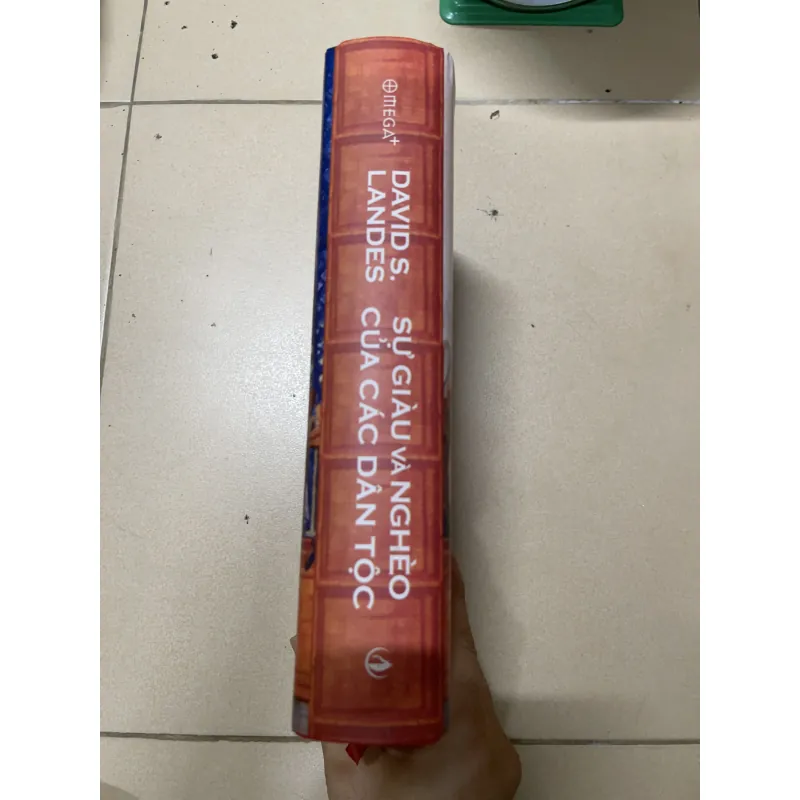 OMEGA+
DAVID S.
LANDES
SỰ GIÀU VÀ NGHÈO
CỦA CÁC DÂN TỘC